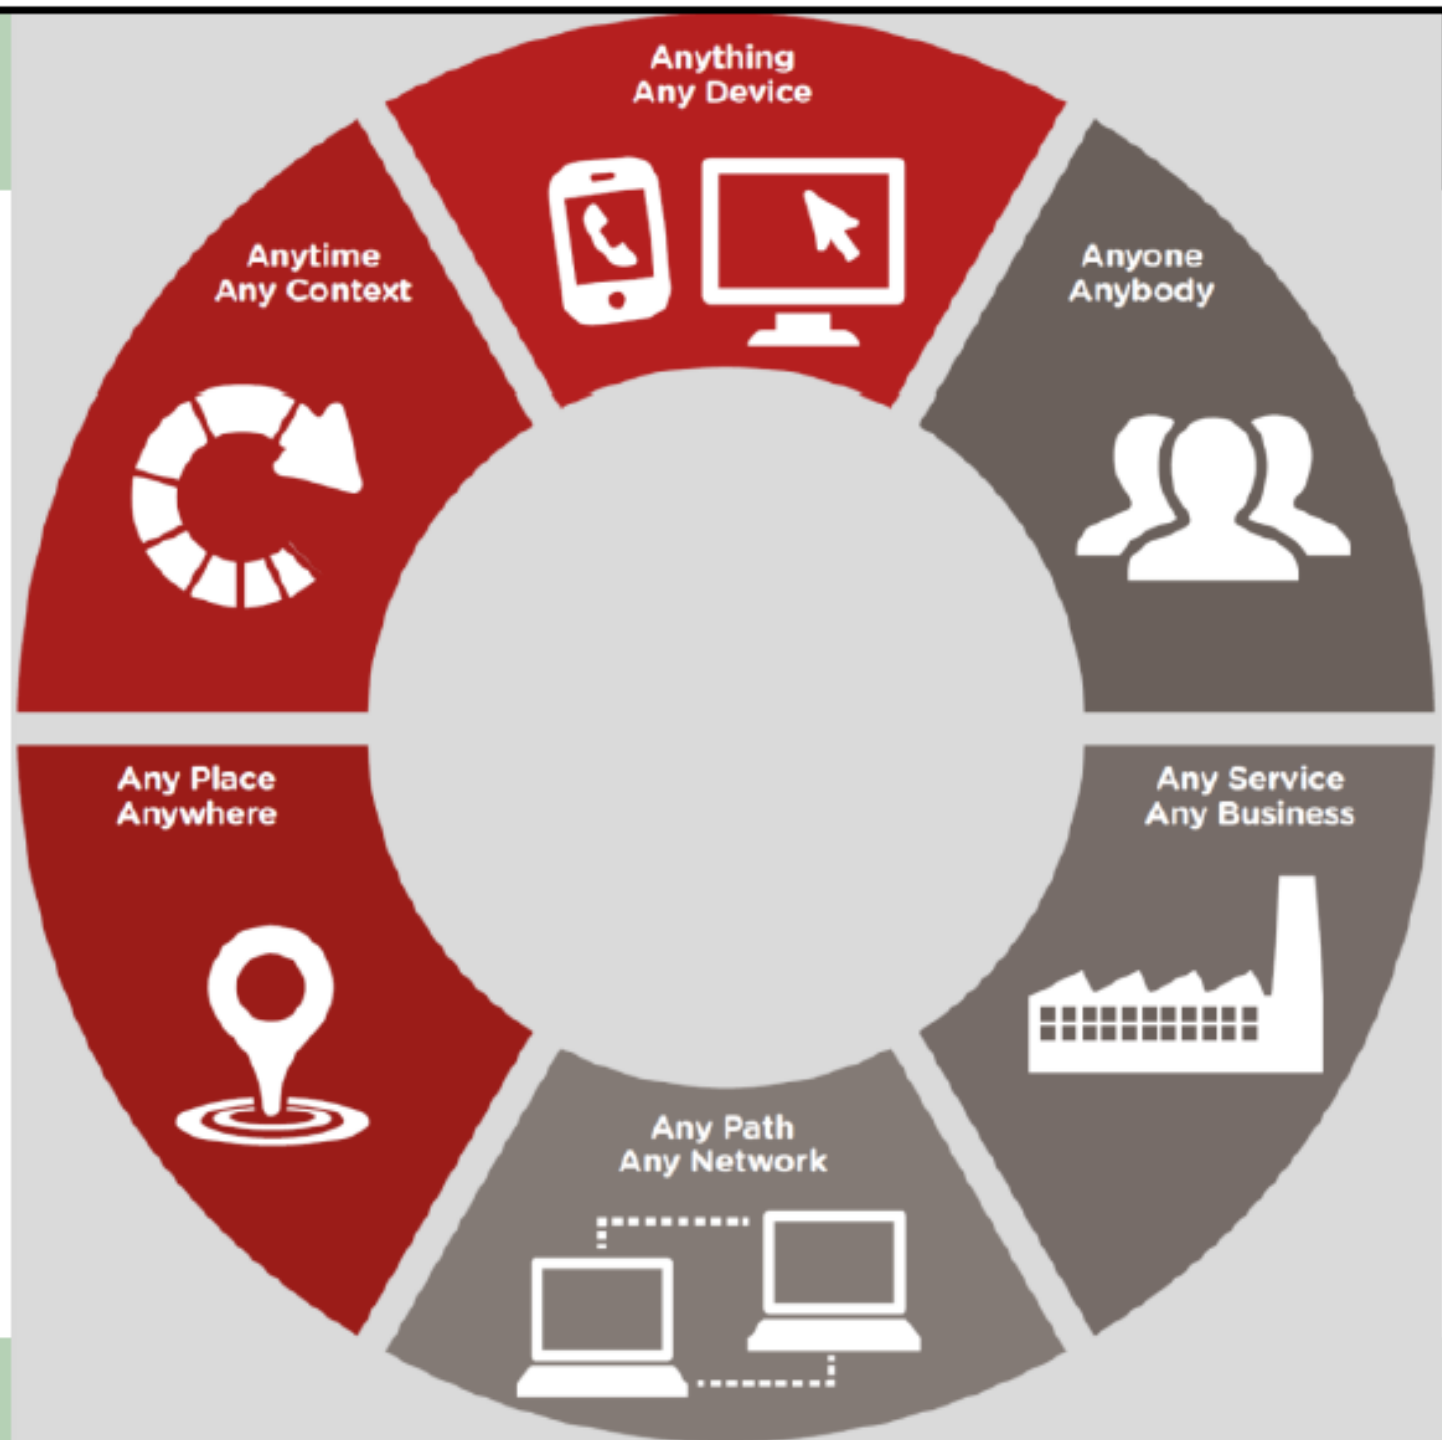 Anything
Any Device
Anyone
Anybody
Any Service
Any Business
Any Path
Any Network
Any Place
Anywhere
Anytime
Any Context